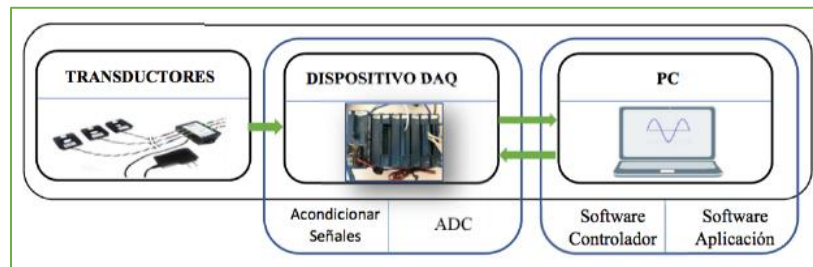 TRANSDUCTORES
DISPOSITIVO DAQ
PC
Acondicionar
Señales
ADC
Software
Controlador
Software
Aplicación